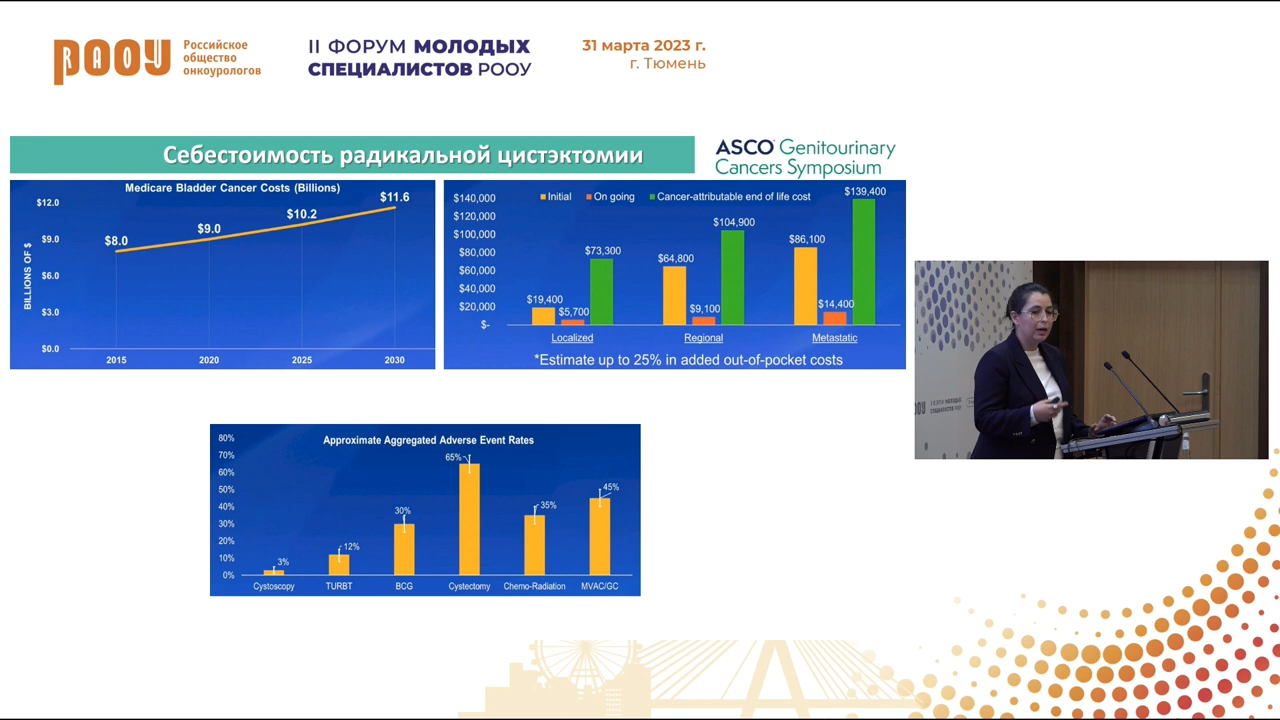 РООУ
RAOU
Российское
общество
онкоурологов
II ФОРУМ МОЛОДЫХ
СПЕЦИАЛИСТОВ РООУ
31 марта 2023 г.
г. Тюмень
Себестоимость радикальной цистэктомии
ASCO Genitourinary
Cancers Symposium
Medicare Bladder Cancer Costs (Billions)
BILLIONS OF $
$12.0
$9.0
$6.0
$3.0
$0.0
$8.0
$9.0
$10.2
$11.6
2015 2020 2025 2030
Initial On going Cancer-attributable end of life cost
$140,000
$120,000
$100,000
$80,000
$60,000
$40,000
$20,000
$-
$19,400 $5,700 $73,300
$64,800 $9,100 $104,900
$86,100 $14,400 $139,400
Localized Regional Metastatic
*Estimate up to 25% in added out-of-pocket costs
Approximate Aggregated Adverse Event Rates
80%
70%
60%
50%
40%
30%
20%
10%
0%
3% 12% 30% 65% 35% 45%
Cystoscopy TURBT BCG Cystectomy Chemo-Radiation MVAC/GC